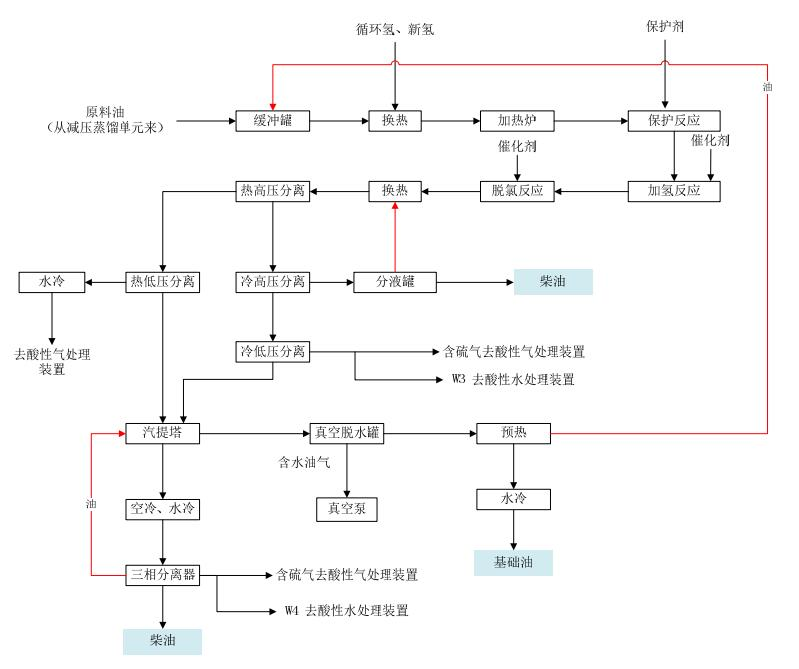 循环氢、新氢
保护剂
油
原料油
（从减压蒸馏单元来）
缓冲罐
换热
加热炉
保护反应
催化剂
催化剂
热高压分离
换热
脱氯反应
加氢反应
水冷
热低压分离
冷高压分离
分液罐
柴油
去酸性气处理
装置
冷低压分离
含硫气去酸性气处理装置
W3 去酸性水处理装置
汽提塔
真空脱水罐
预热
含水油气
油
空冷、水冷
真空泵
水冷
三相分离器
含硫气去酸性气处理装置
基础油
W4 去酸性水处理装置
柴油